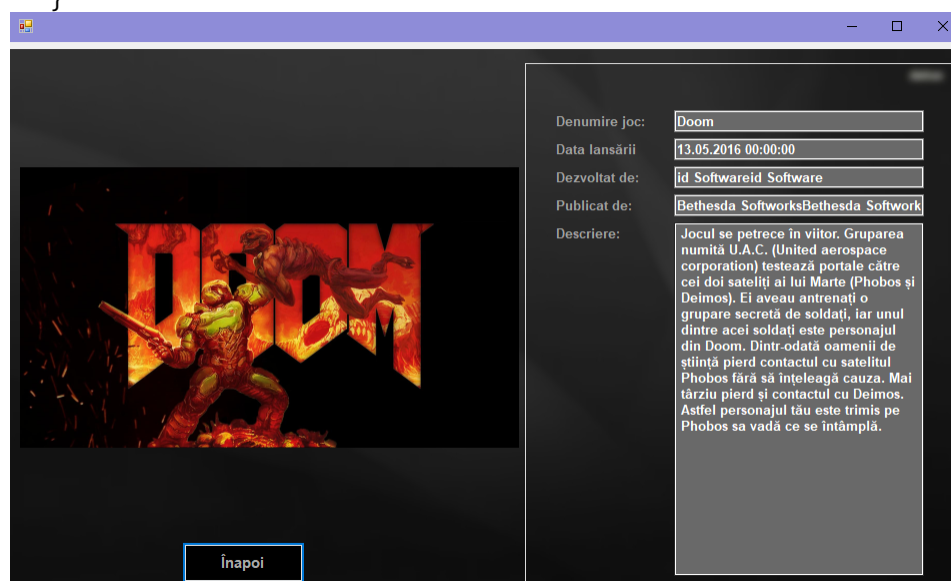 }
Denumire joc:
Doom
Data lansării
13.05.2016 00:00:00
Dezvoltat de:
id Softwareid Software
Publicat de:
Bethesda SoftworksBethesda Softwork
Descriere:
Jocul se petrece în viitor. Gruparea
numită U.A.C. (United aerospace
corporation) testează portale către
cei doi sateliți ai lui Marte (Phobos și
Deimos). Ei aveau antrenați o
grupare secretă de soldați, iar unul
dintre acei soldați este personajul
din Doom. Dintr-odată oamenii de
știință pierd contactul cu satelitul
Phobos fără să înțeleagă cauza. Mai
târziu pierd și contactul cu Deimos.
Astfel personajul tău este trimis pe
Phobos sa vadă ce se întâmplă.
DOOM
Înapoi